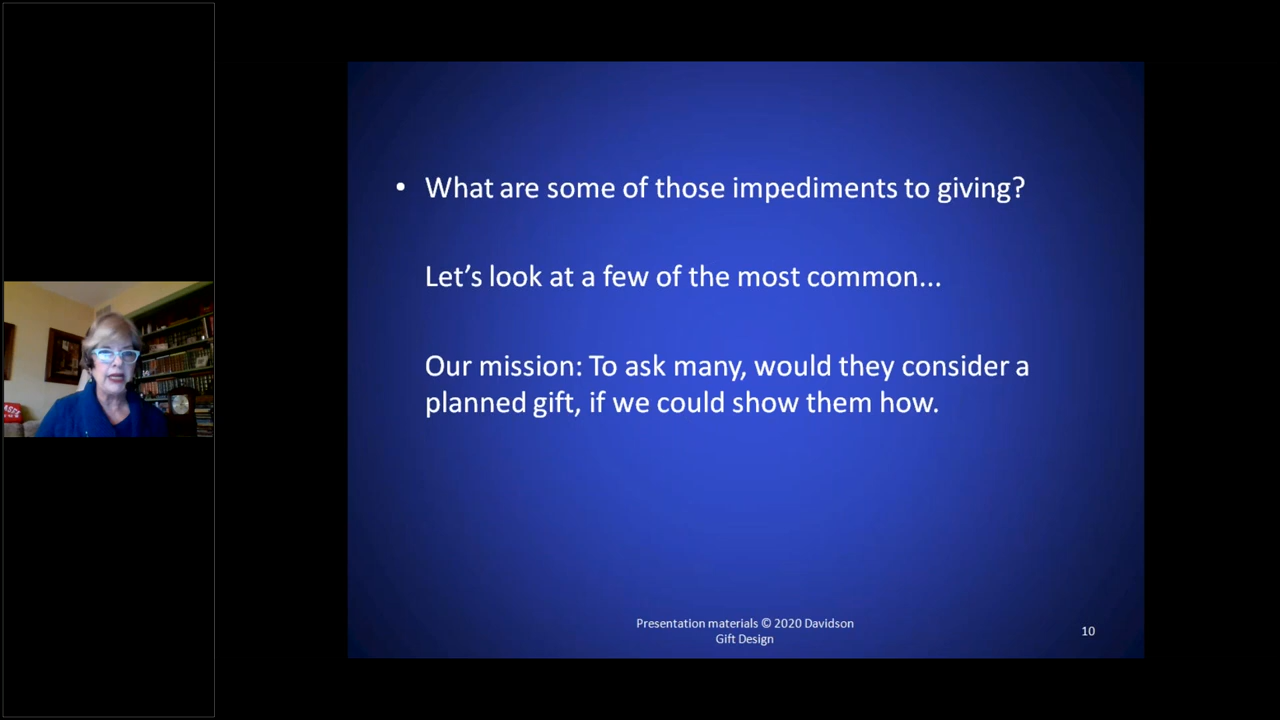 • What are some of those impediments to giving?
Let's look at a few of the most common...
Our mission: To ask many, would they consider a
planned gift, if we could show them how.
Presentation materials © 2020 Davidson
Gift Design
10